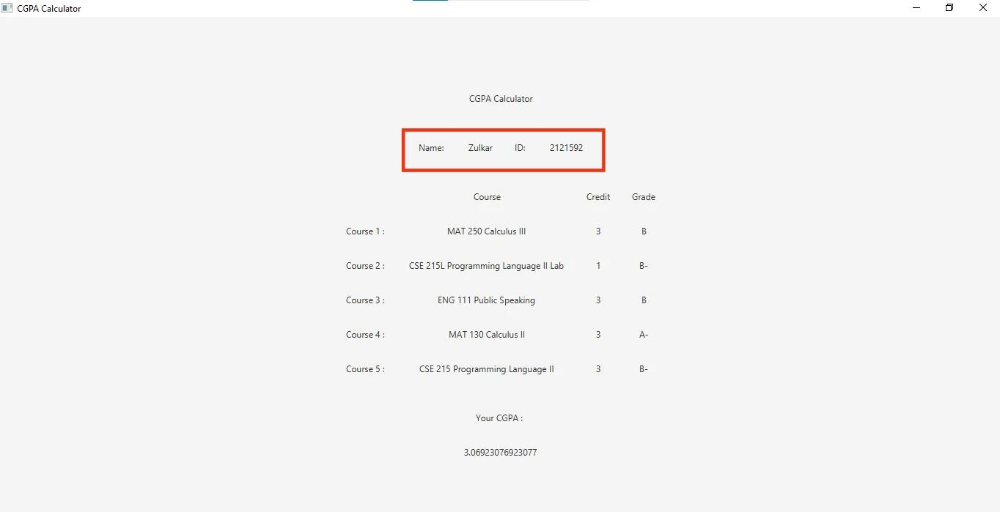 CGPA Calculator
CGPA Calculator
Name: Zulkar ID: 2121592
Course Credit Grade
Course 1 : MAT 250 Calculus III 3 B
Course 2 : CSE 215L Programming Language II Lab 1 B-
Course 3 : ENG 111 Public Speaking 3 B
Course 4 : MAT 130 Calculus II 3 A-
Course 5 : CSE 215 Programming Language II 3 B-
Your CGPA :
3.06923076923077